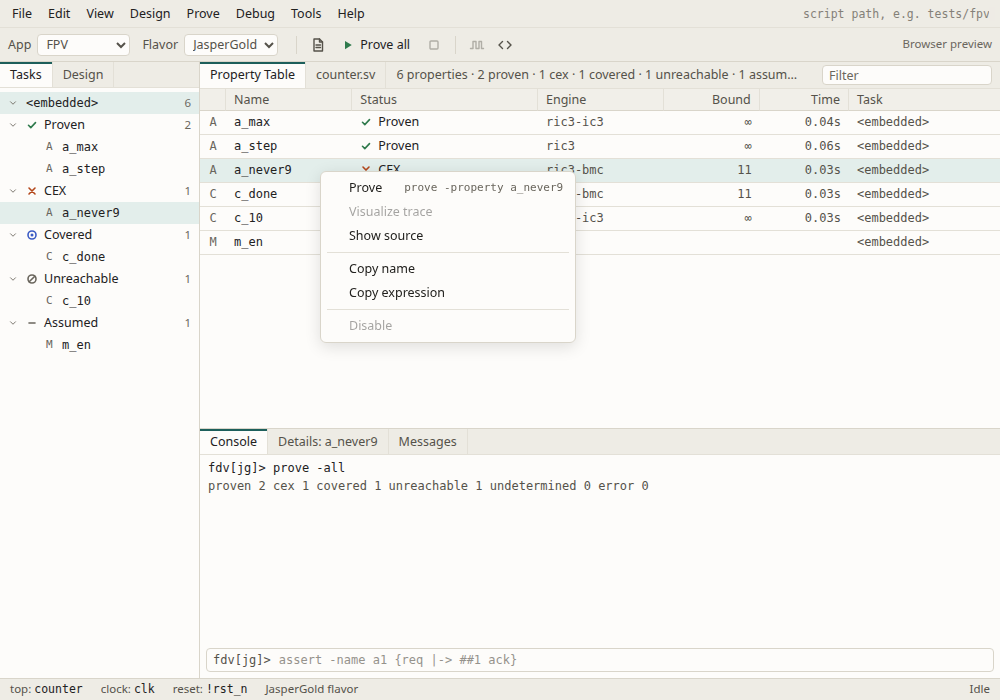 File Edit View Design Prove Debug Tools Help script path, e.g. tests/fpv
App FPV Flavor JasperGold Prove all Browser preview
Tasks Design
<embedded> 6
Proven 2
A a_max
A a_step
CEX 1
A a_never9
Covered 1
C c_done
Unreachable 1
C c_10
Assumed 1
M m_en
Property Table counter.sv 6 properties · 2 proven · 1 cex · 1 covered · 1 unreachable · 1 assum... Filter
Name Status Engine Bound Time Task
A a_max Proven ric3-ic3 ∞ 0.04s <embedded>
A a_step Proven ric3 ∞ 0.06s <embedded>
A a_never9 CEX -bmc 11 0.03s <embedded>
C c_done -bmc 11 0.03s <embedded>
C c_10 -ic3 ∞ 0.03s <embedded>
M m_en <embedded>
Prove prove -property a_never9
Visualize trace
Show source
Copy name
Copy expression
Disable
Console Details: a_never9 Messages
fdv[jg]> prove -all
proven 2 cex 1 covered 1 unreachable 1 undetermined 0 error 0
fdv[jg]> assert -name a1 {req |-> ##1 ack}
top: counter clock: clk reset: !rst_n JasperGold flavor Idle